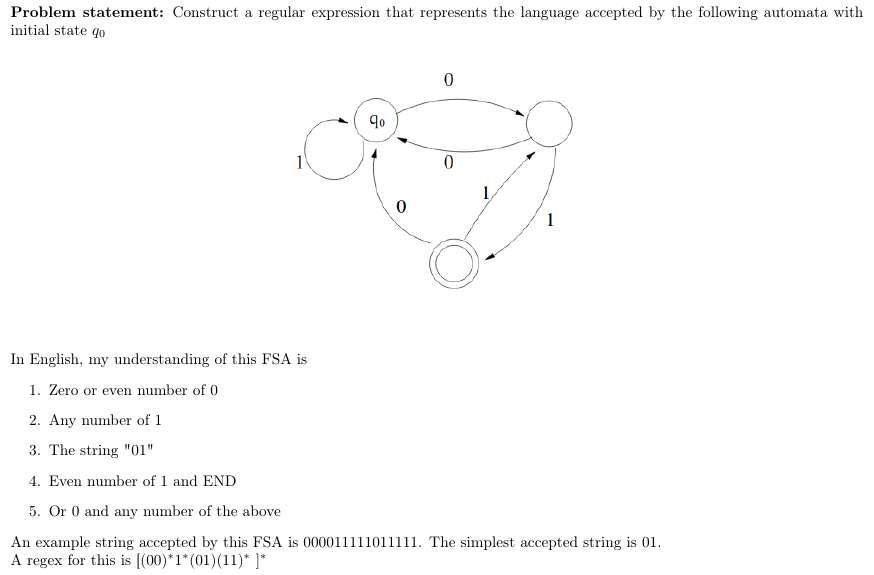 Problem statement: Construct a regular expression that represents the language accepted by the following automata with
initial state q0
0
q0
1
0
0
1
1
In English, my understanding of this FSA is
1. Zero or even number of 0
2. Any number of 1
3. The string "01"
4. Even number of 1 and END
5. Or 0 and any number of the above
An example string accepted by this FSA is 000011111011111. The simplest accepted string is 01.
A regex for this is [(00)*1*(01)(11)* ]*